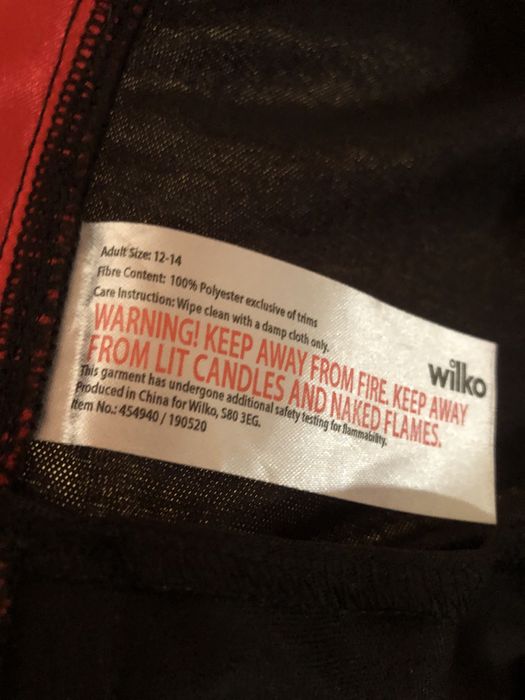 Adult Size: 12-14
Fibre Content: 100% Polyester exclusive of trims
Care Instruction: Wipe clean with a damp cloth only.
WARNING! KEEP AWAY FROM FIRE. KEEP AWAY
FROM LIT CANDLES AND NAKED FLAMES.
This garment has undergone additional safety testing for flammability.
Produced in China for Wilko, S80 3EG.
Item No.: 454940 / 190520
wilko